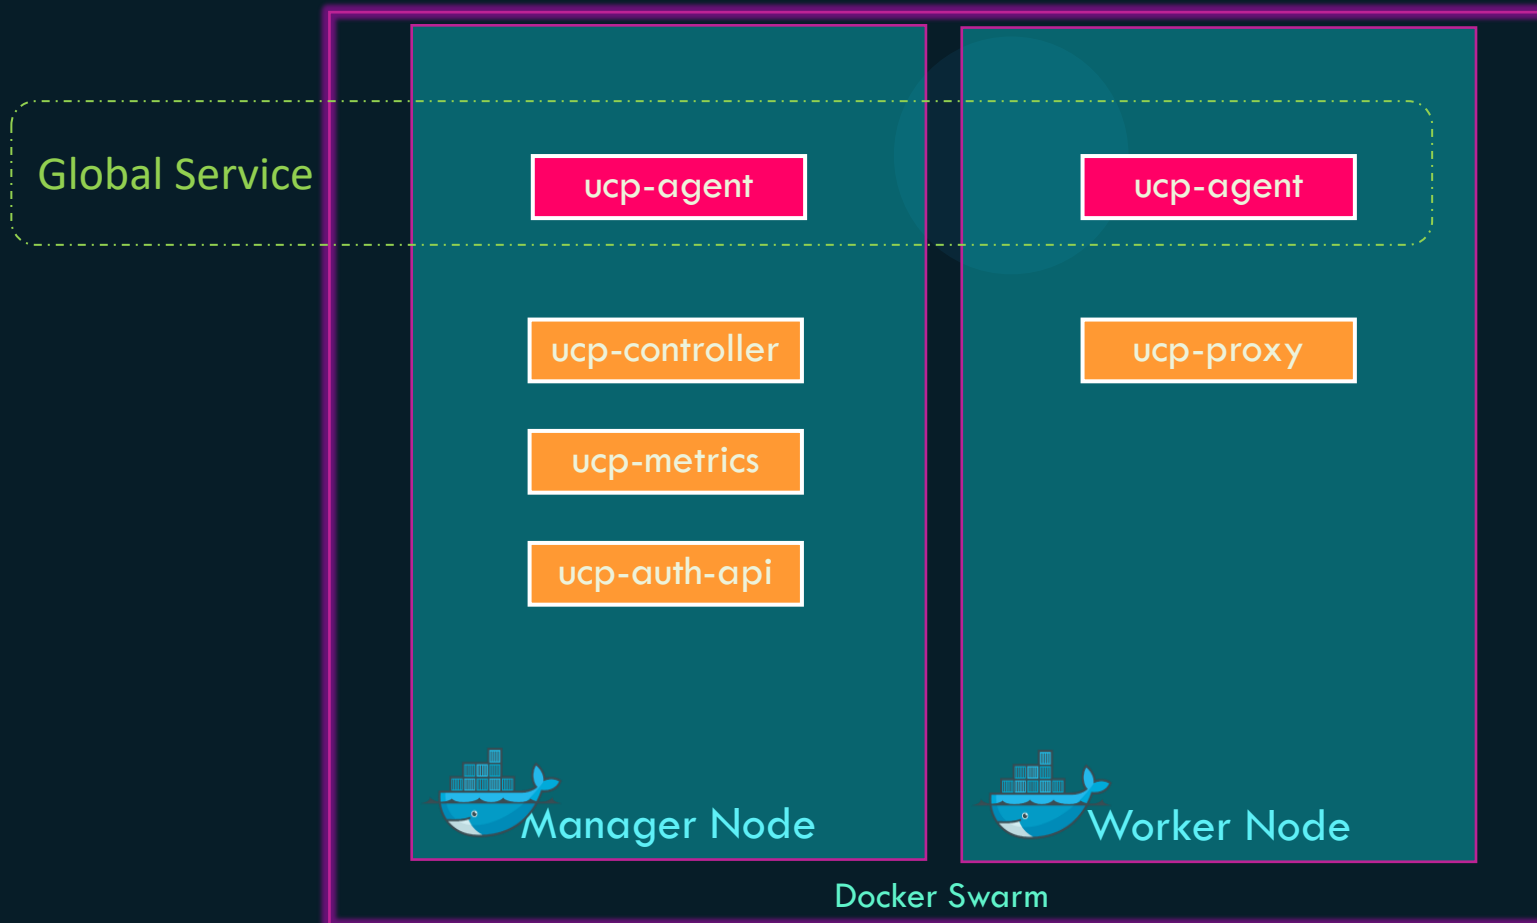 Global Service
ucp-agent
ucp-agent
ucp-controller
ucp-proxy
ucp-metrics
ucp-auth-api
Manager Node
Worker Node
Docker Swarm